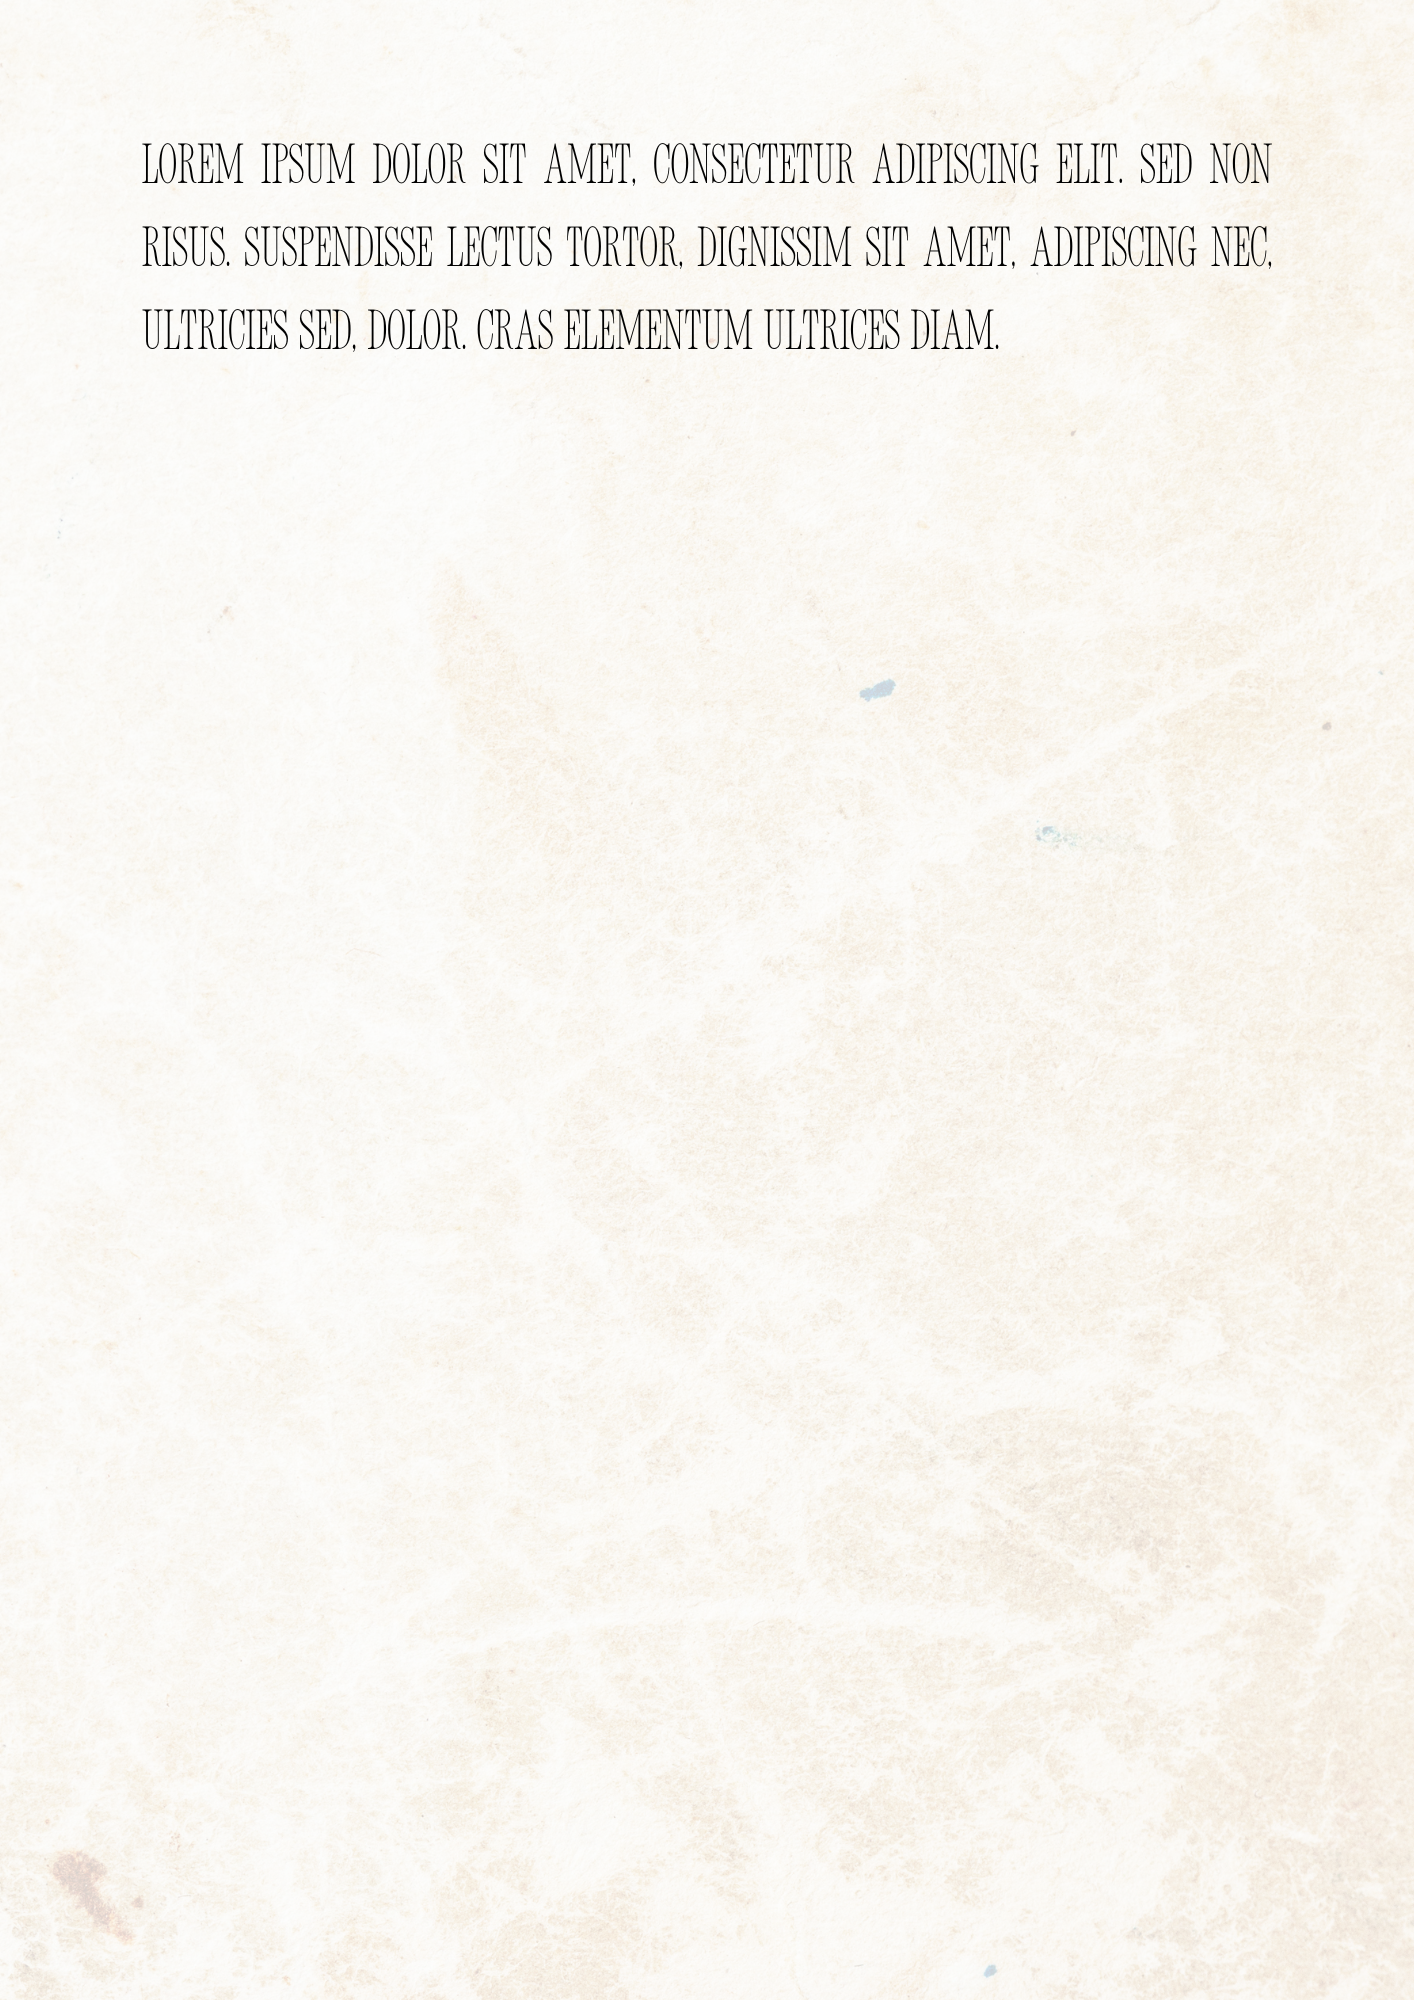 LOREM IPSUM DOLOR SIT AMET, CONSECTETUR ADIPISCING ELIT. SED NON
RISUS. SUSPENDISSE LECTUS TORTOR, DIGNISSIM SIT AMET, ADIPISCING NEC,
ULTRICIES SED, DOLOR. CRAS ELEMENTUM ULTRICES DIAM.